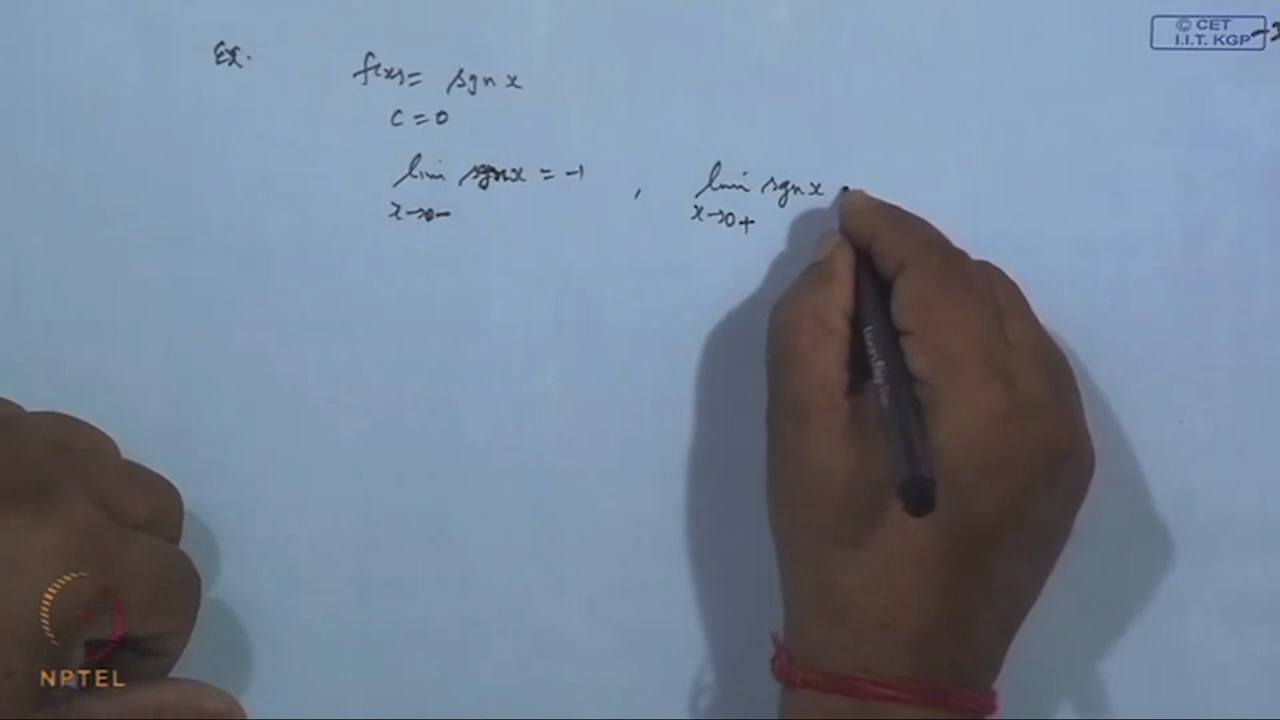 © CET
I.I.T. KGP
Ex. f(x) = sgn x
c = 0
lim sgn x = -1 , lim sgn x
x→0- x→0+
NPTEL